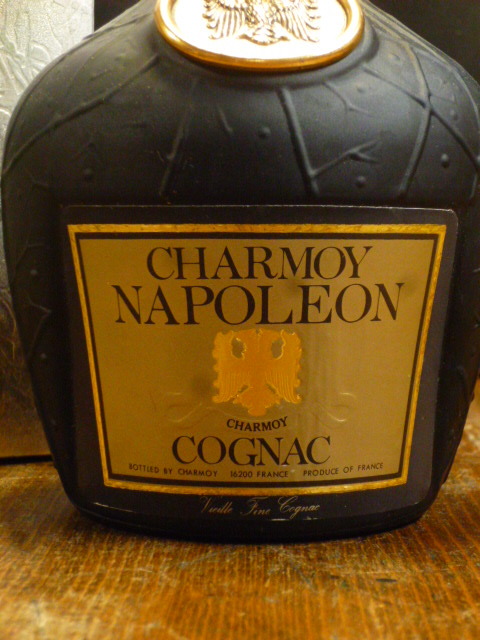 CHARMOY
NAPOLEON
CHARMOY
COGNAC
BOTTLED BY CHARMOY 16200 FRANCE PRODUCE OF FRANCE
Vieille Fine Cognac